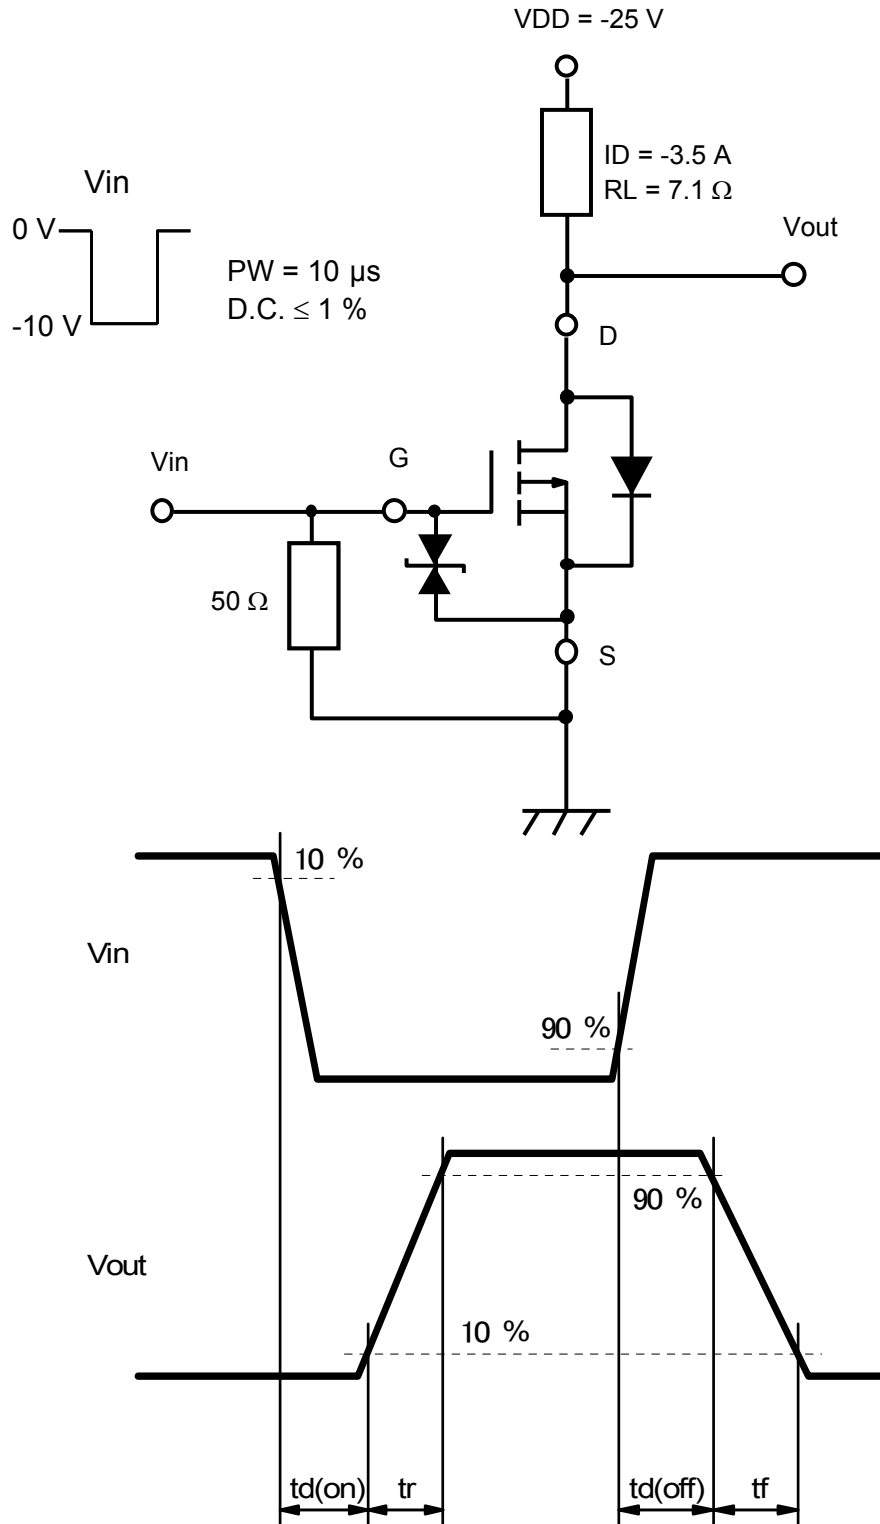 VDD = -25 V
ID = -3.5 A
RL = 7.1 Ω
Vin
0 V
-10 V
PW = 10 µs
D.C. ≤ 1 %
Vout
D
Vin
G
50 Ω
S
10 %
Vin
90 %
90 %
Vout
10 %
td(on) tr td(off) tf